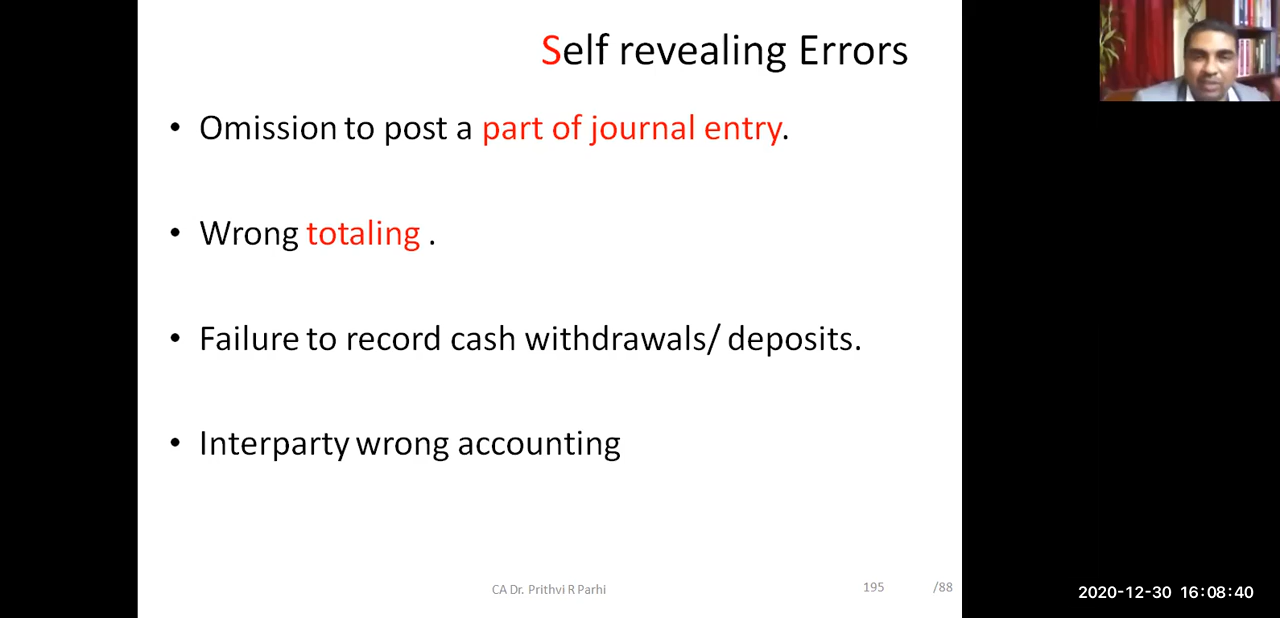 Self revealing Errors
• Omission to post a part of journal entry.
• Wrong totaling .
• Failure to record cash withdrawals/ deposits.
• Interparty wrong accounting
CA Dr. Prithvi R Parhi
195
/88
2020-12-30 16:08:40